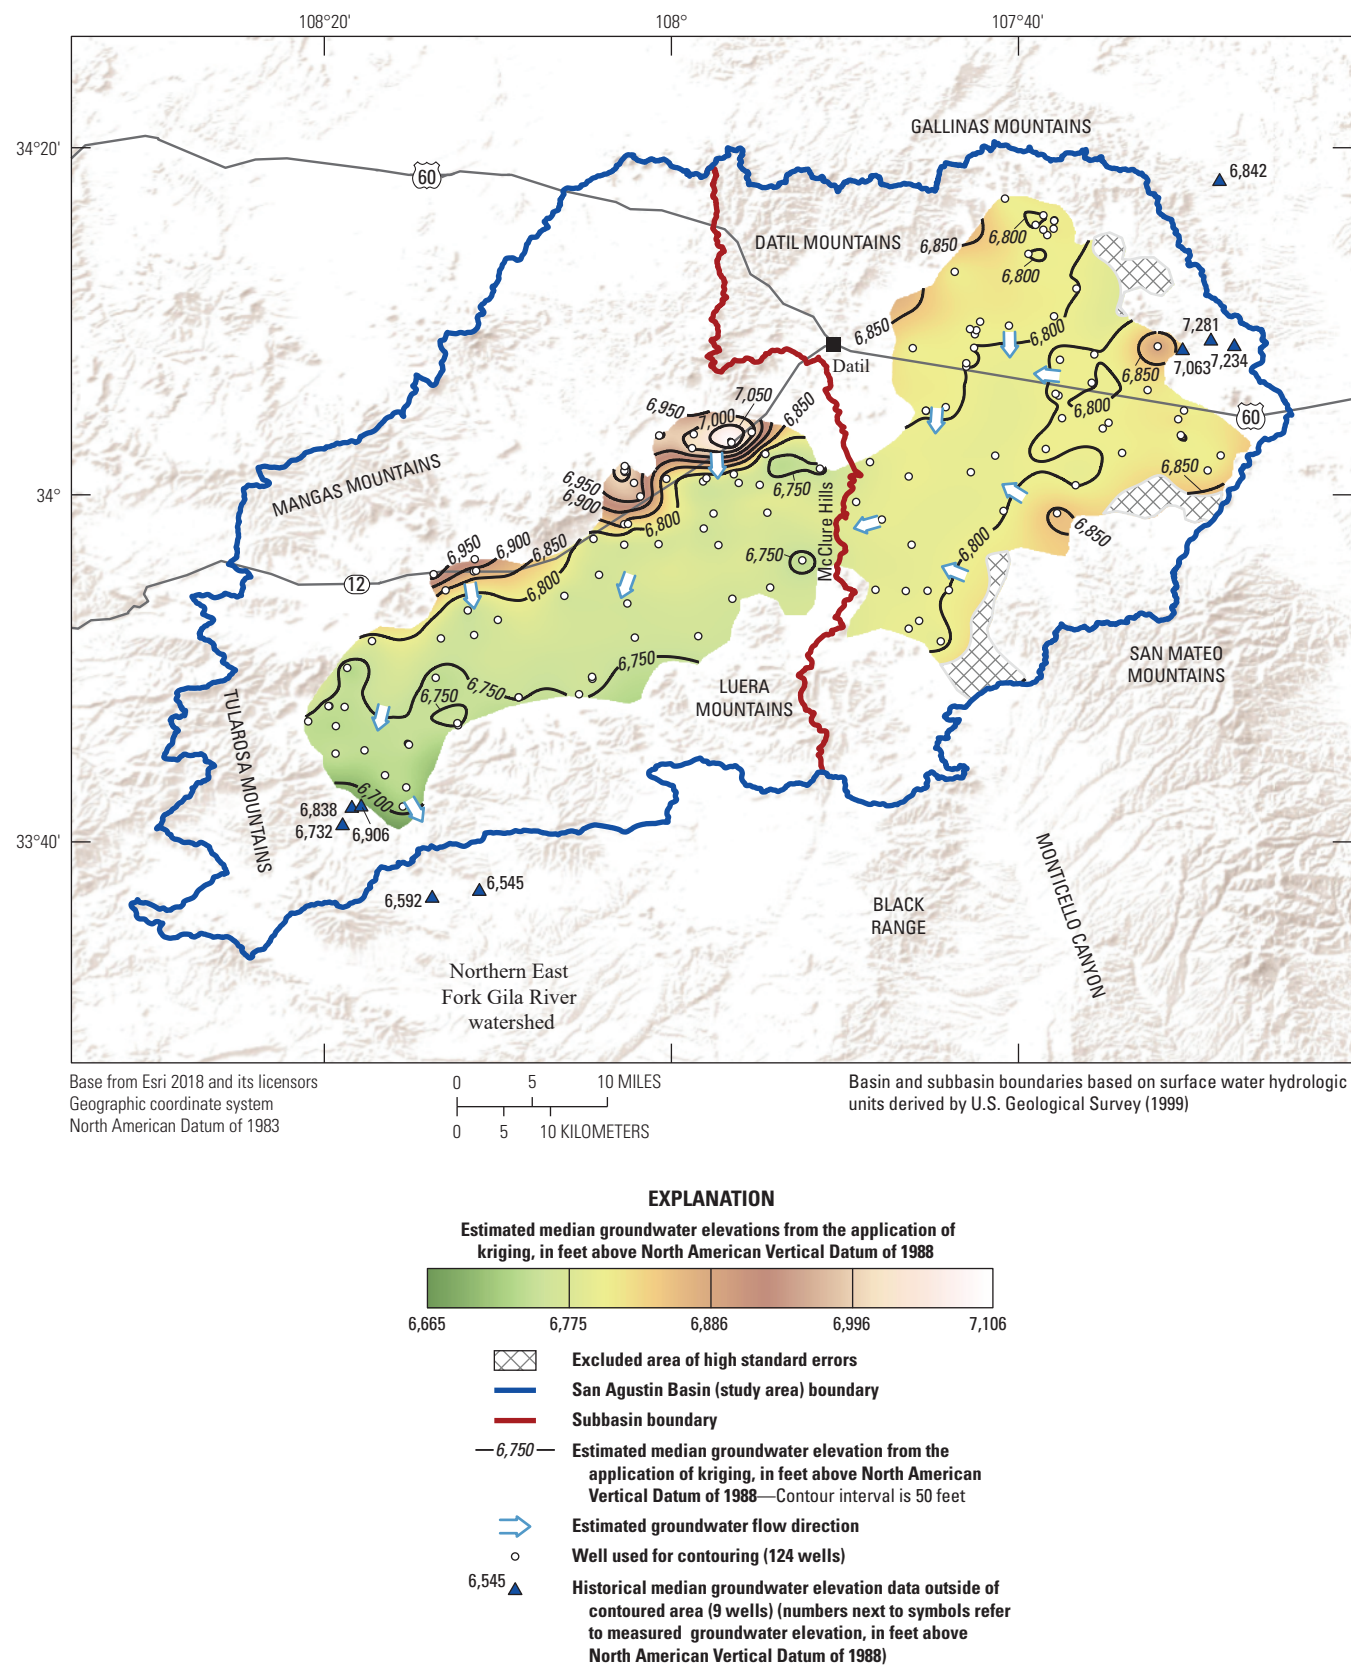 108°20'
108°
107°40'
GALLINAS MOUNTAINS
34°20'
6,842
60
DATIL MOUNTAINS
6,850
6,800
6,800
6,850
6,800
7,281
7,063
7,234
6,850
Datil
6,800
60
6,950
7,050
7,000
6,850
MANGAS MOUNTAINS
6,950
6,900
6,750
6,850
34°
6,800
McClure Hills
6,850
6,950
6,900
6,850
6,750
6,800
12
6,800
6,750
SAN MATEO
MOUNTAINS
TULAROSA MOUNTAINS
6,750
6,750
LUERA
MOUNTAINS
6,700
6,838
6,732
6,906
33°40'
MONTICELLO CANYON
6,592
6,545
BLACK
RANGE
Northern East
Fork Gila River
watershed
Base from Esri 2018 and its licensors
Geographic coordinate system
North American Datum of 1983
0 5 10 MILES
0 5 10 KILOMETERS
Basin and subbasin boundaries based on surface water hydrologic
units derived by U.S. Geological Survey (1999)
EXPLANATION
Estimated median groundwater elevations from the application of
kriging, in feet above North American Vertical Datum of 1988
6,665 6,775 6,886 6,996 7,106
Excluded area of high standard errors
San Agustin Basin (study area) boundary
Subbasin boundary
6,750 Estimated median groundwater elevation from the
application of kriging, in feet above North American
Vertical Datum of 1988—Contour interval is 50 feet
Estimated groundwater flow direction
Well used for contouring (124 wells)
6,545 Historical median groundwater elevation data outside of
contoured area (9 wells) (numbers next to symbols refer
to measured groundwater elevation, in feet above
North American Vertical Datum of 1988)